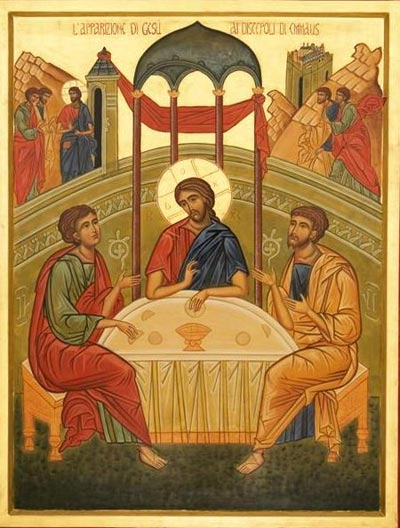 L'APPARIZIONE DI GESU AI DISCEPOLI DI EMMAUS